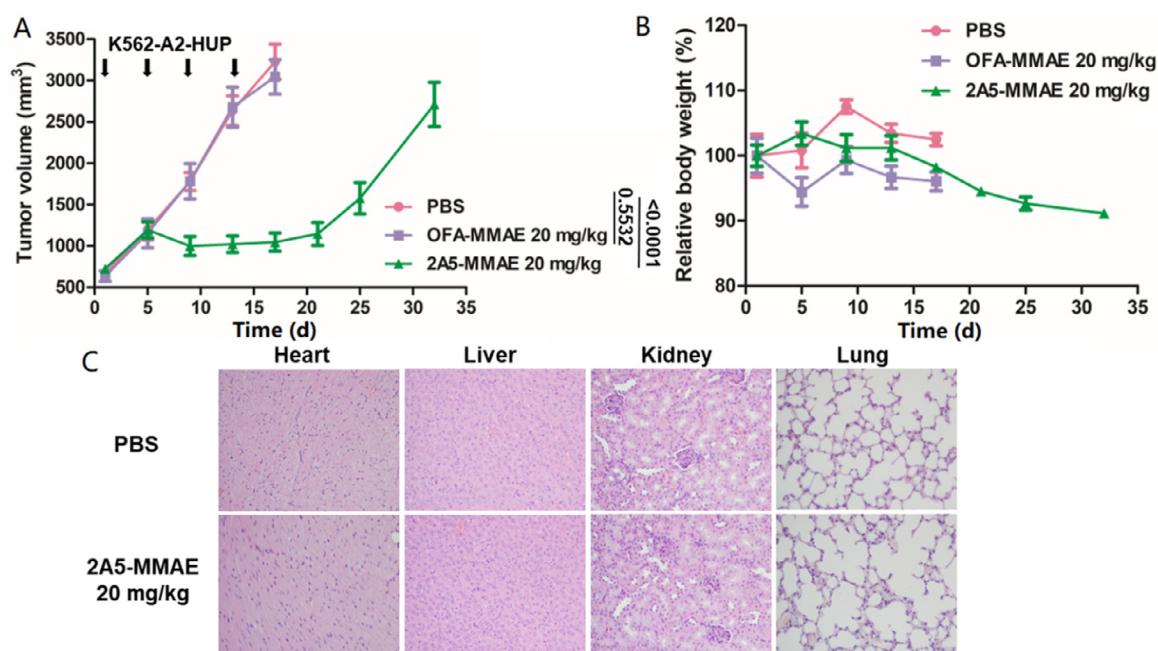 A
K562-A2-HUP
3500
3000
2500
2000
1500
1000
500
Tumor volume (mm³)
0 5 10 15 20 25 30 35
Time (d)
PBS
OFA-MMAE 20 mg/kg
2A5-MMAE 20 mg/kg
0.5532
<0.0001
B
120
110
100
90
80
Relative body weight (%)
0 5 10 15 20 25 30 35
Time (d)
PBS
OFA-MMAE 20 mg/kg
2A5-MMAE 20 mg/kg
C
Heart Liver Kidney Lung
PBS
2A5-MMAE
20 mg/kg